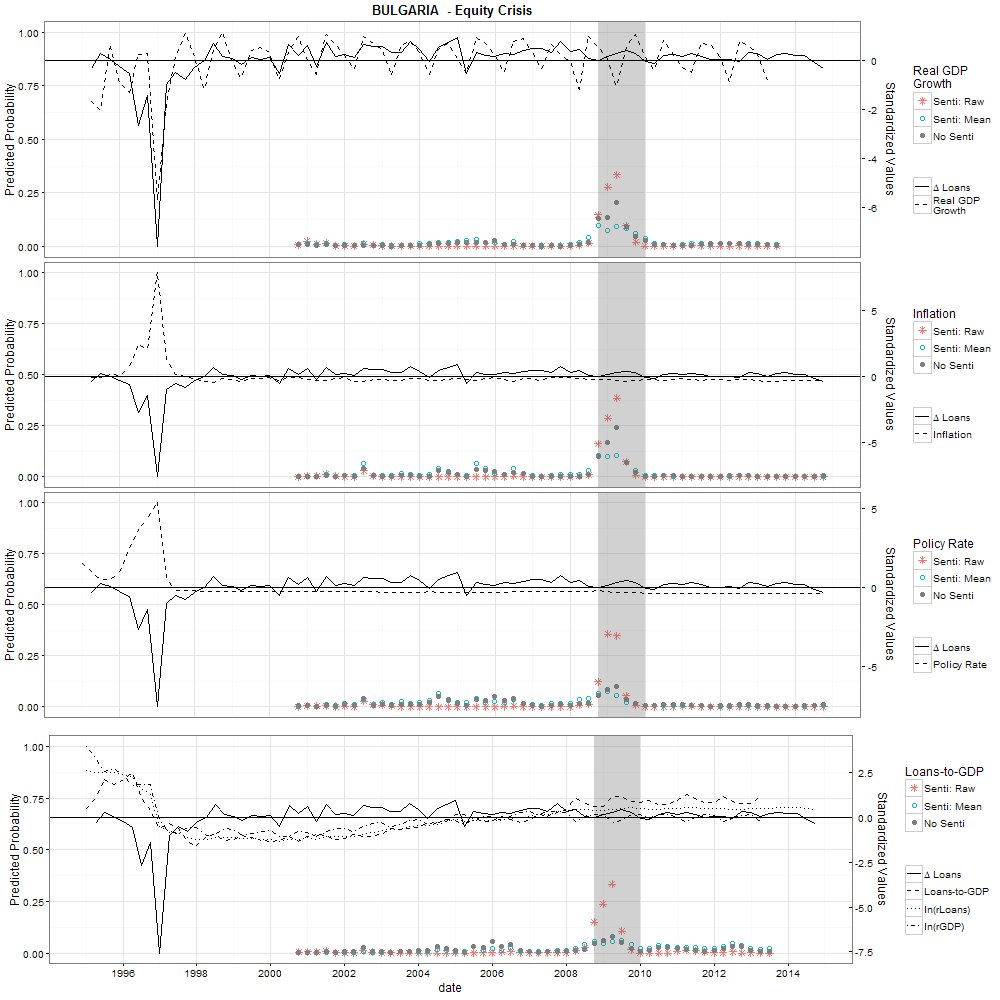 BULGARIA - Equity Crisis
Predicted Probability
1.00
0.75
0.50
0.25
0.00
0
-2
-4
-6
Standardized Values
Real GDP
Growth
Senti: Raw
Senti: Mean
No Senti
Δ Loans
Real GDP
Growth
Predicted Probability
1.00
0.75
0.50
0.25
0.00
5
0
-5
Standardized Values
Inflation
Senti: Raw
Senti: Mean
No Senti
Δ Loans
Inflation
Predicted Probability
1.00
0.75
0.50
0.25
0.00
5
0
-5
Standardized Values
Policy Rate
Senti: Raw
Senti: Mean
No Senti
Δ Loans
Policy Rate
Predicted Probability
1.00
0.75
0.50
0.25
0.00
2.5
0.0
-2.5
-5.0
-7.5
Standardized Values
Loans-to-GDP
Senti: Raw
Senti: Mean
No Senti
Δ Loans
Loans-to-GDP
ln(rLoans)
ln(rGDP)
1996 1998 2000 2002 2004 2006 2008 2010 2012 2014
date